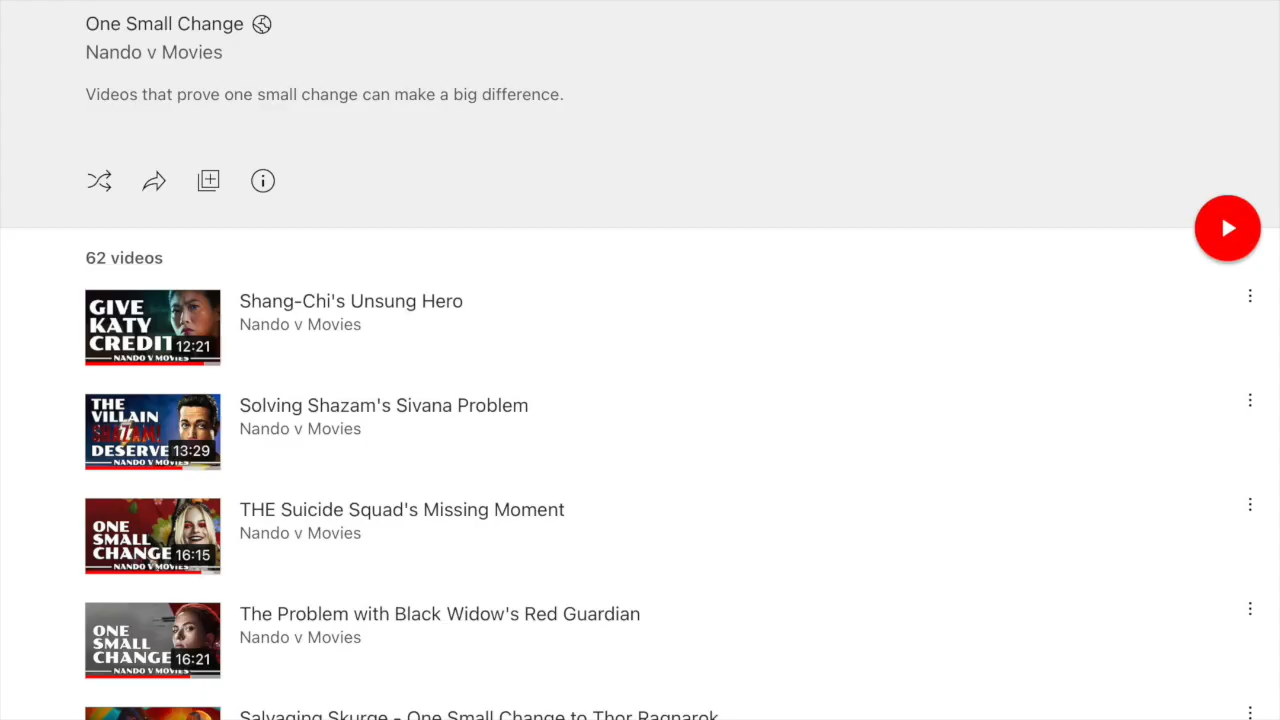 One Small Change
Nando v Movies
Videos that prove one small change can make a big difference.
62 videos
GIVE
KATY
CREDIT
12:21
NANDO V MOVIES
Shang-Chi's Unsung Hero
Nando v Movies
THE
VILLAIN
SHAZAM!
DESERVE
13:29
NANDO V MOVIES
Solving Shazam's Sivana Problem
Nando v Movies
ONE
SMALL
CHANGE
16:15
NANDO V MOVIES
THE Suicide Squad's Missing Moment
Nando v Movies
ONE
SMALL
CHANGE
16:21
NANDO V MOVIES
The Problem with Black Widow's Red Guardian
Nando v Movies
Salvaging Skurge - One Small Change to Thor Ragnarok